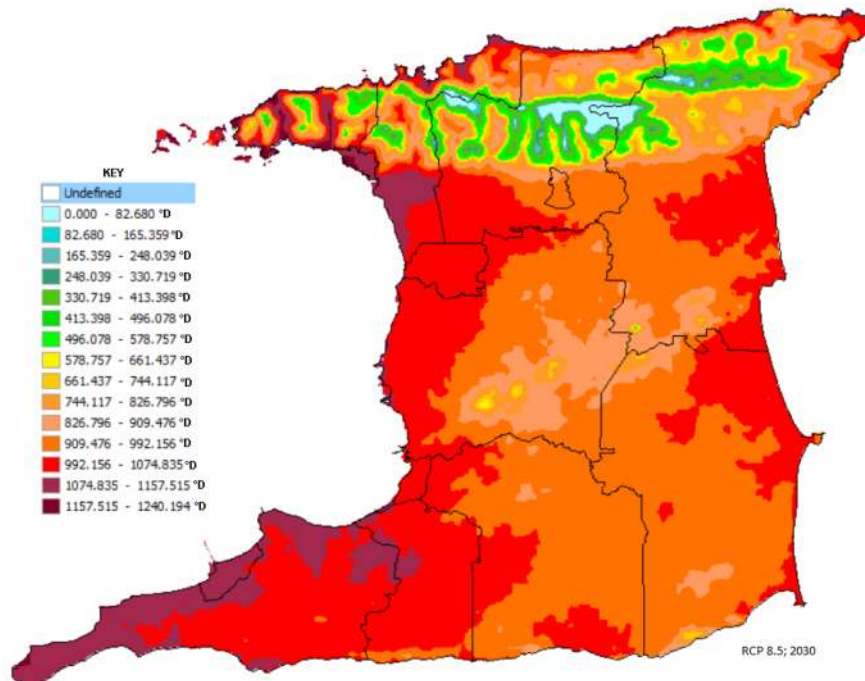 KEY
Undefined
0.000 - 82.680 °D
82.680 - 165.359 °D
165.359 - 248.039 °D
248.039 - 330.719 °D
330.719 - 413.398 °D
413.398 - 496.078 °D
496.078 - 578.757 °D
578.757 - 661.437 °D
661.437 - 744.117 °D
744.117 - 826.796 °D
826.796 - 909.476 °D
909.476 - 992.156 °D
992.156 - 1074.835 °D
1074.835 - 1157.515 °D
1157.515 - 1240.194 °D
RCP 8.5; 2030